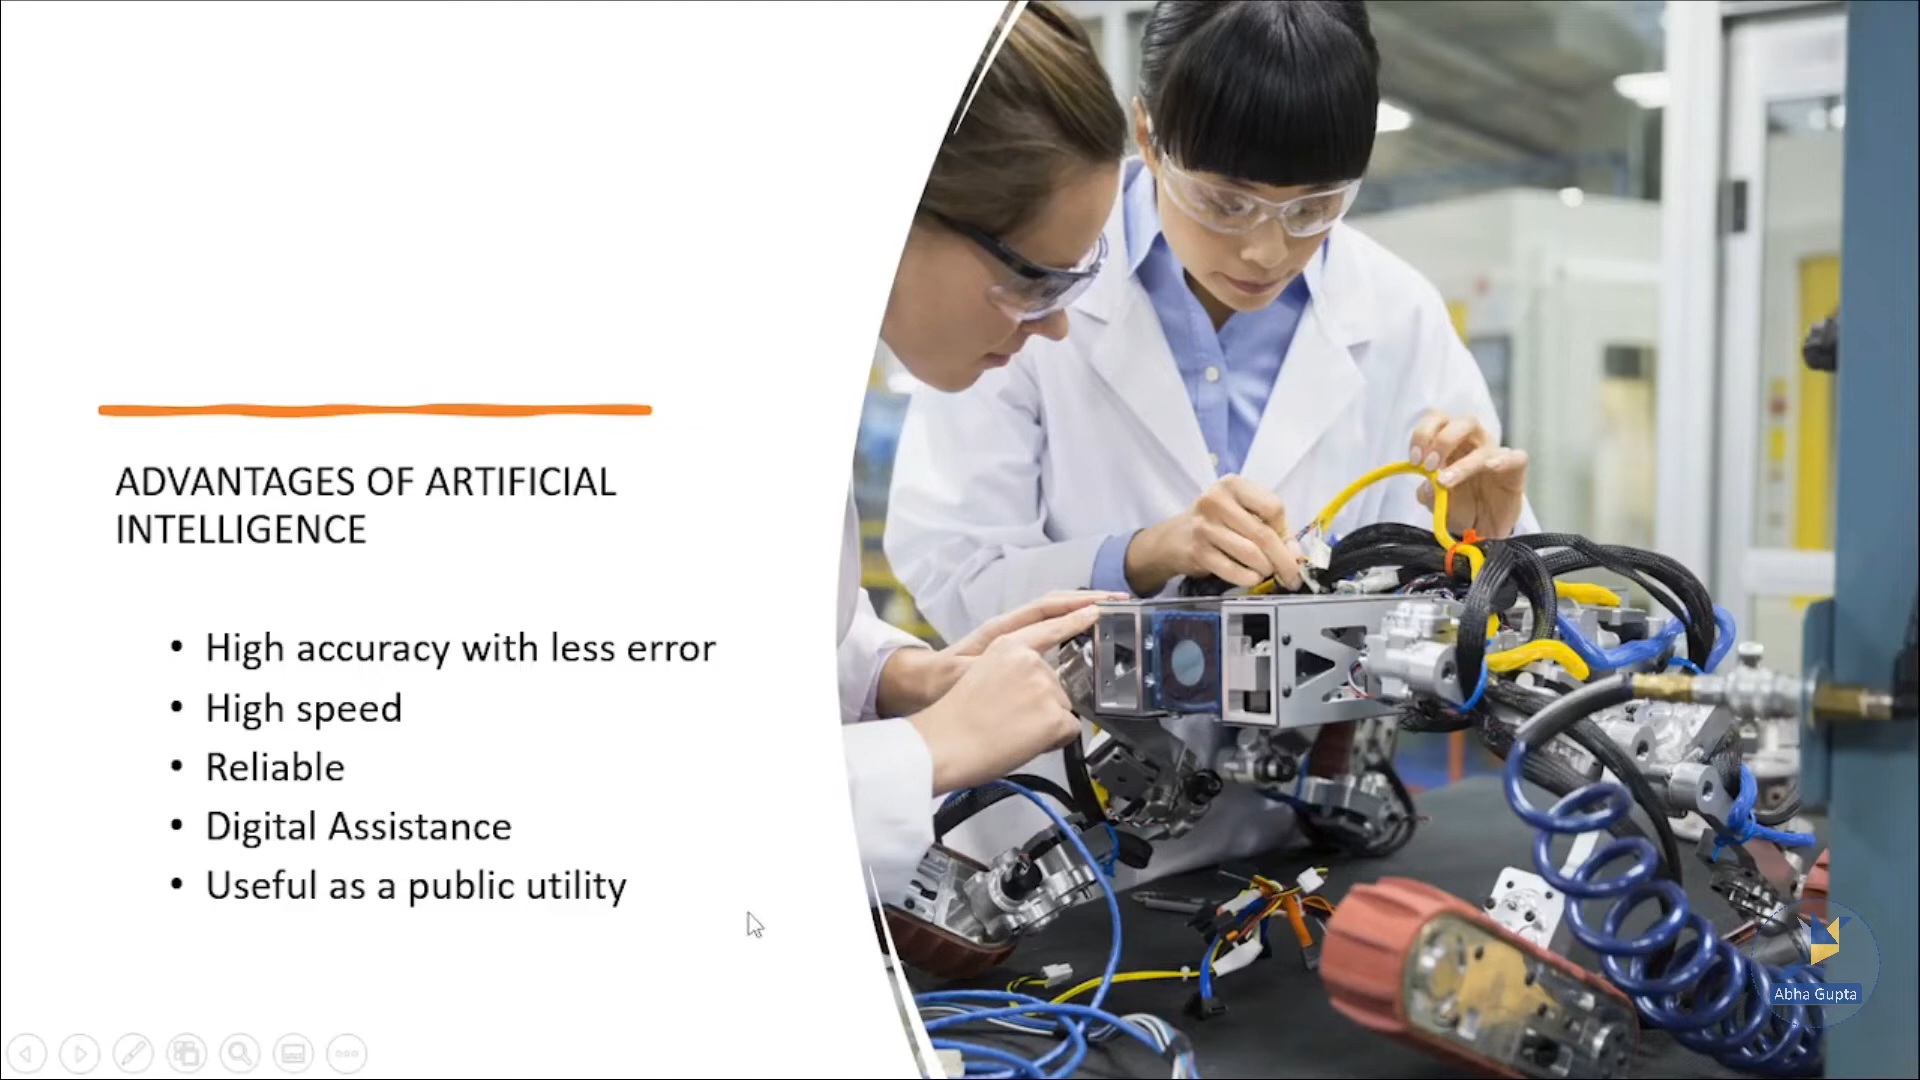 ADVANTAGES OF ARTIFICIAL
INTELLIGENCE
• High accuracy with less error
• High speed
• Reliable
• Digital Assistance
• Useful as a public utility
Abha Gupta